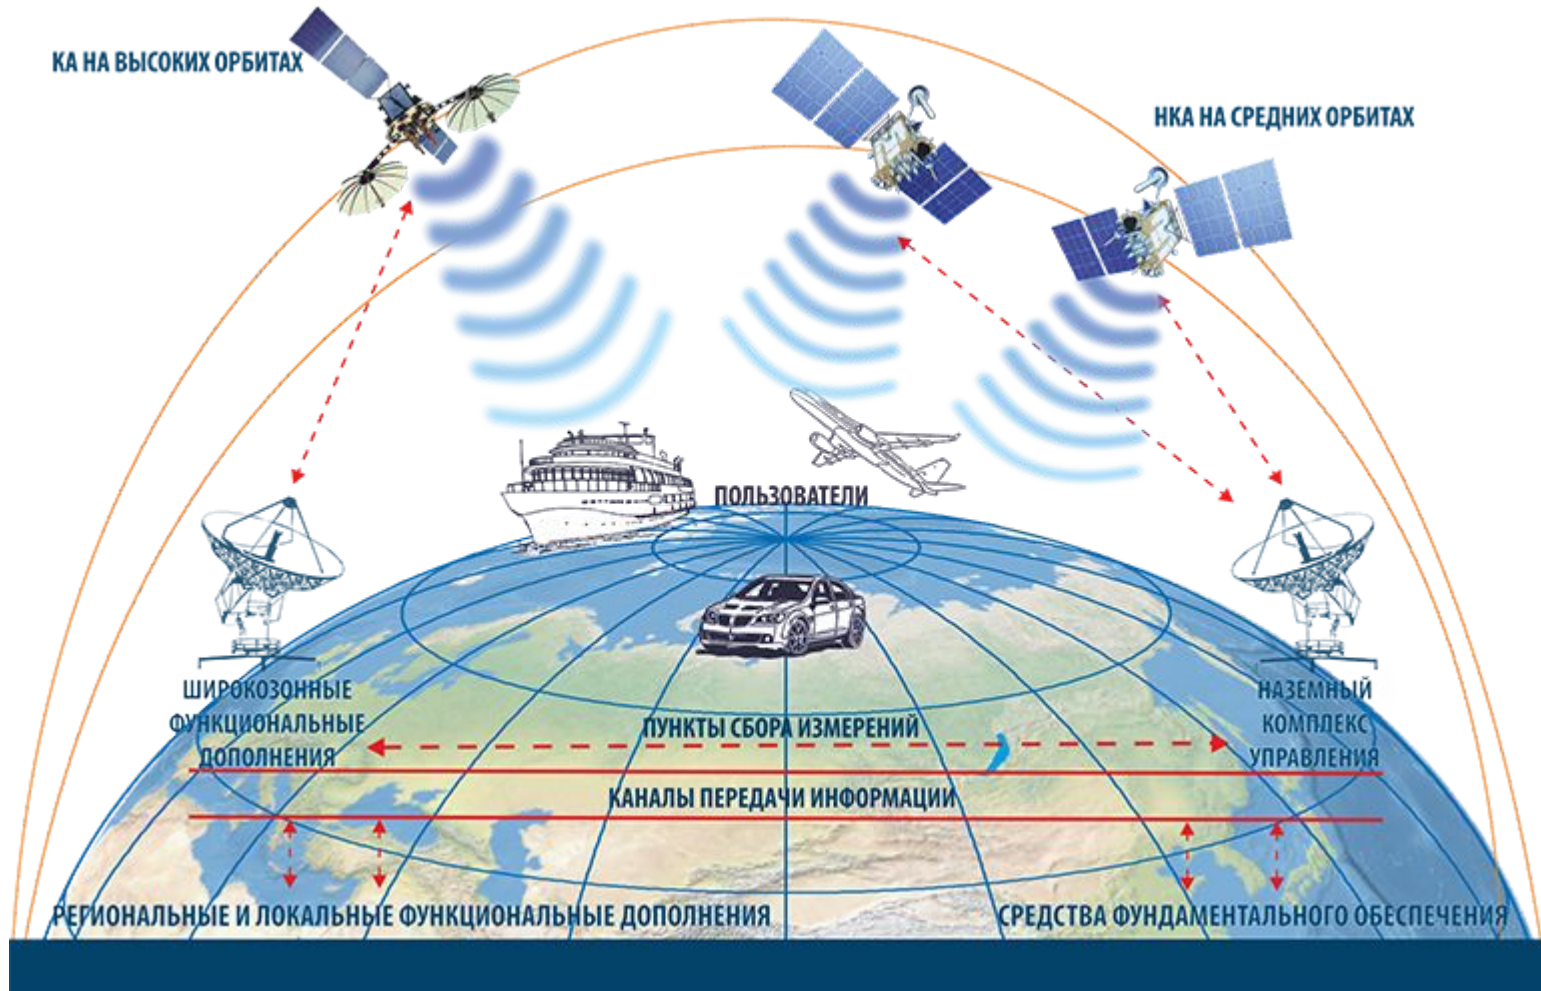 КА НА ВЫСОКИХ ОРБИТАХ
НКА НА СРЕДНИХ ОРБИТАХ
ПОЛЬЗОВАТЕЛИ
ШИРОКОЗОННЫЕ
ФУНКЦИОНАЛЬНЫЕ
ДОПОЛНЕНИЯ
ПУНКТЫ СБОРА ИЗМЕРЕНИЙ
НАЗЕМНЫЙ
КОМПЛЕКС
УПРАВЛЕНИЯ
КАНАЛЫ ПЕРЕДАЧИ ИНФОРМАЦИИ
РЕГИОНАЛЬНЫЕ И ЛОКАЛЬНЫЕ ФУНКЦИОНАЛЬНЫЕ ДОПОЛНЕНИЯ
СРЕДСТВА ФУНДАМЕНТАЛЬНОГО ОБЕСПЕЧЕНИЯ